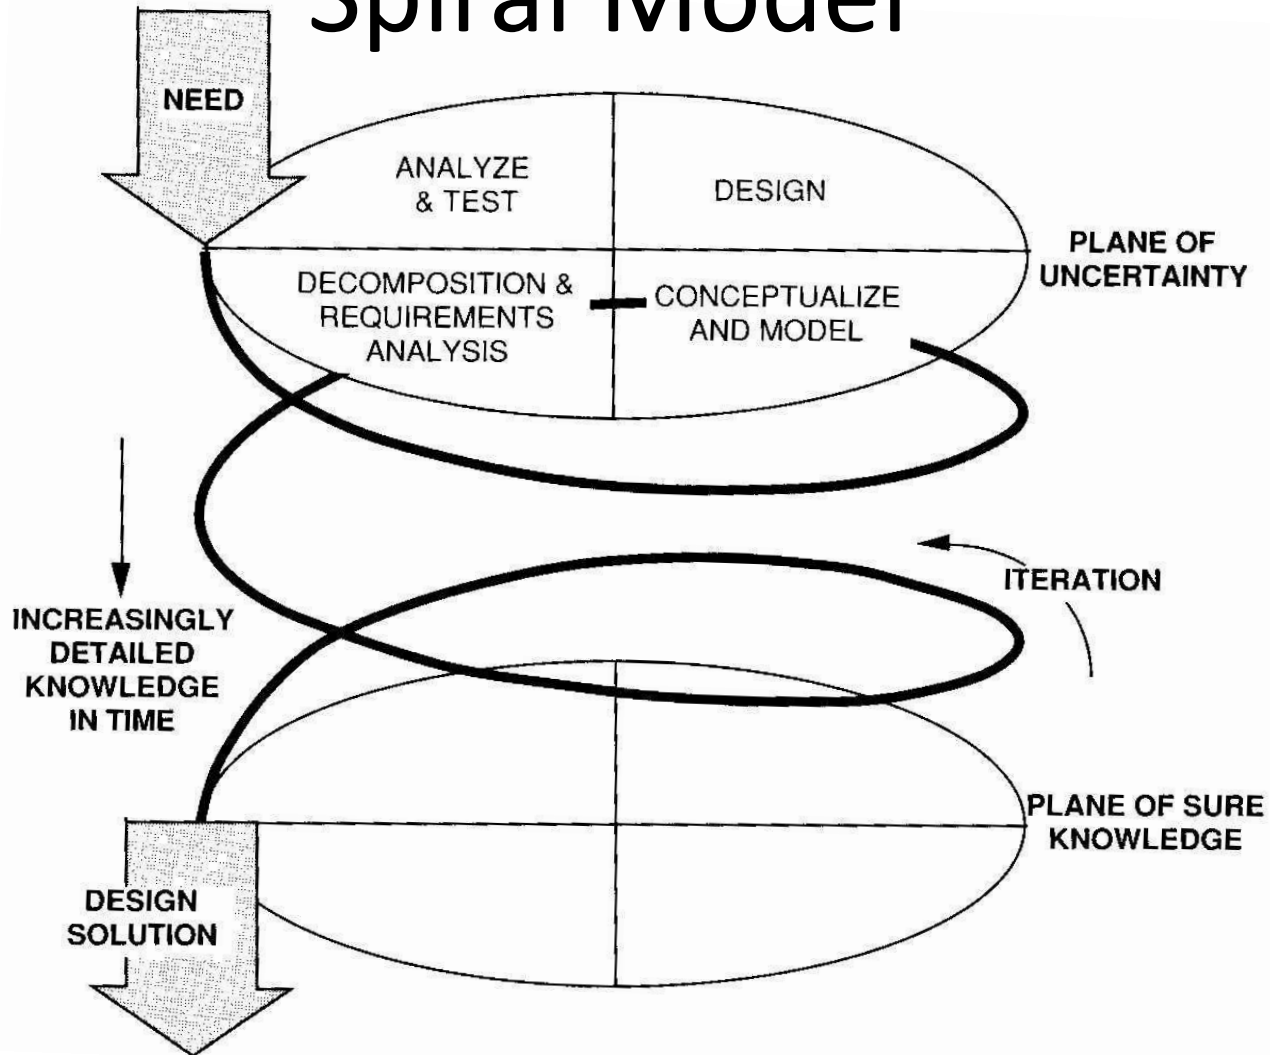 Spiral Model
NEED
ANALYZE
& TEST
DESIGN
PLANE OF
UNCERTAINTY
DECOMPOSITION &
REQUIREMENTS
ANALYSIS
CONCEPTUALIZE
AND MODEL
ITERATION
INCREASINGLY
DETAILED
KNOWLEDGE
IN TIME
PLANE OF SURE
KNOWLEDGE
DESIGN
SOLUTION